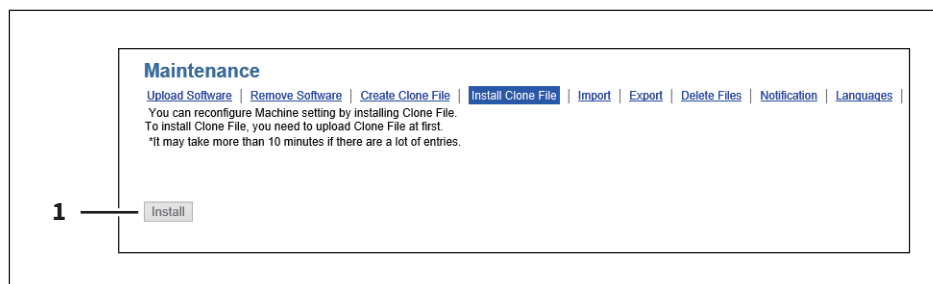 Maintenance
Upload Software | Remove Software | Create Clone File | Install Clone File | Import | Export | Delete Files | Notification | Languages |
You can reconfigure Machine setting by installing Clone File.
To install Clone File, you need to upload Clone File at first.
*It may take more than 10 minutes if there are a lot of entries.
1
Install